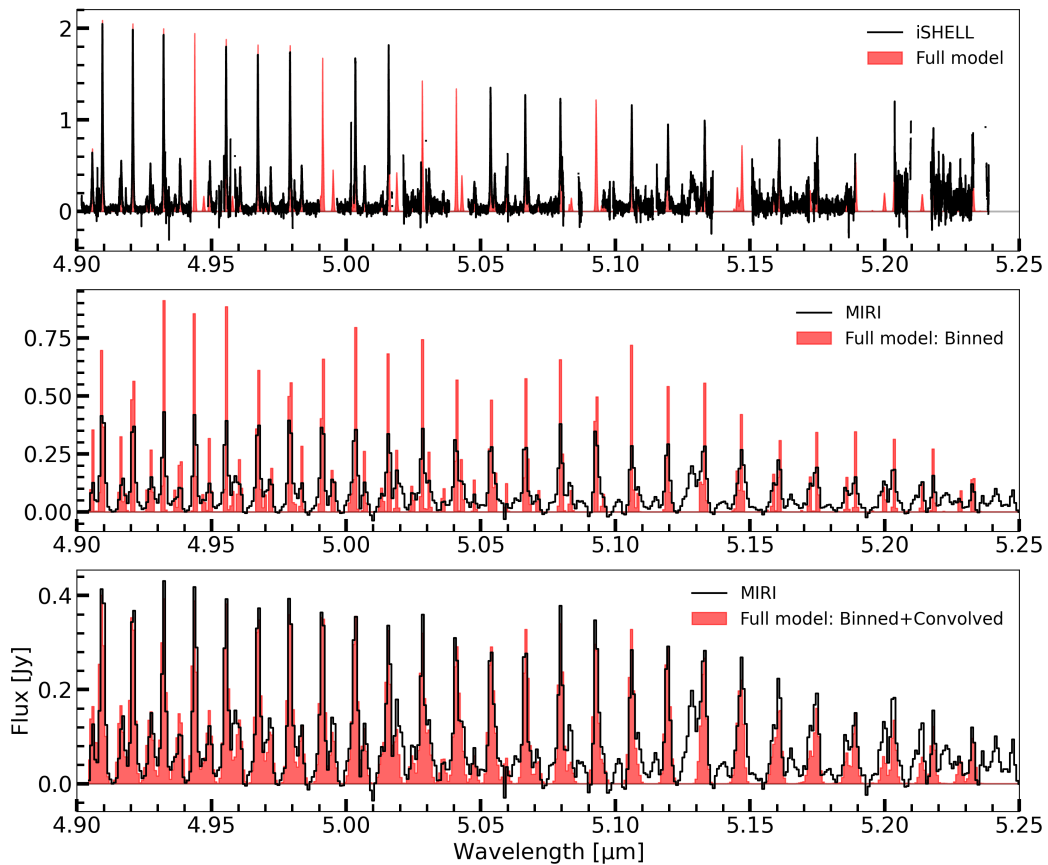 2
1
0
iSHELL
Full model
4.90 4.95 5.00 5.05 5.10 5.15 5.20 5.25
0.75
0.50
0.25
0.00
MIRI
Full model: Binned
4.90 4.95 5.00 5.05 5.10 5.15 5.20 5.25
0.4
0.2
0.0
MIRI
Full model: Binned+Convolved
Flux [Jy]
4.90 4.95 5.00 5.05 5.10 5.15 5.20 5.25
Wavelength [μm]